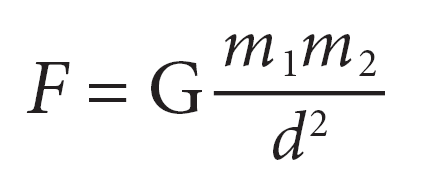 F = G m₁m₂ / d²